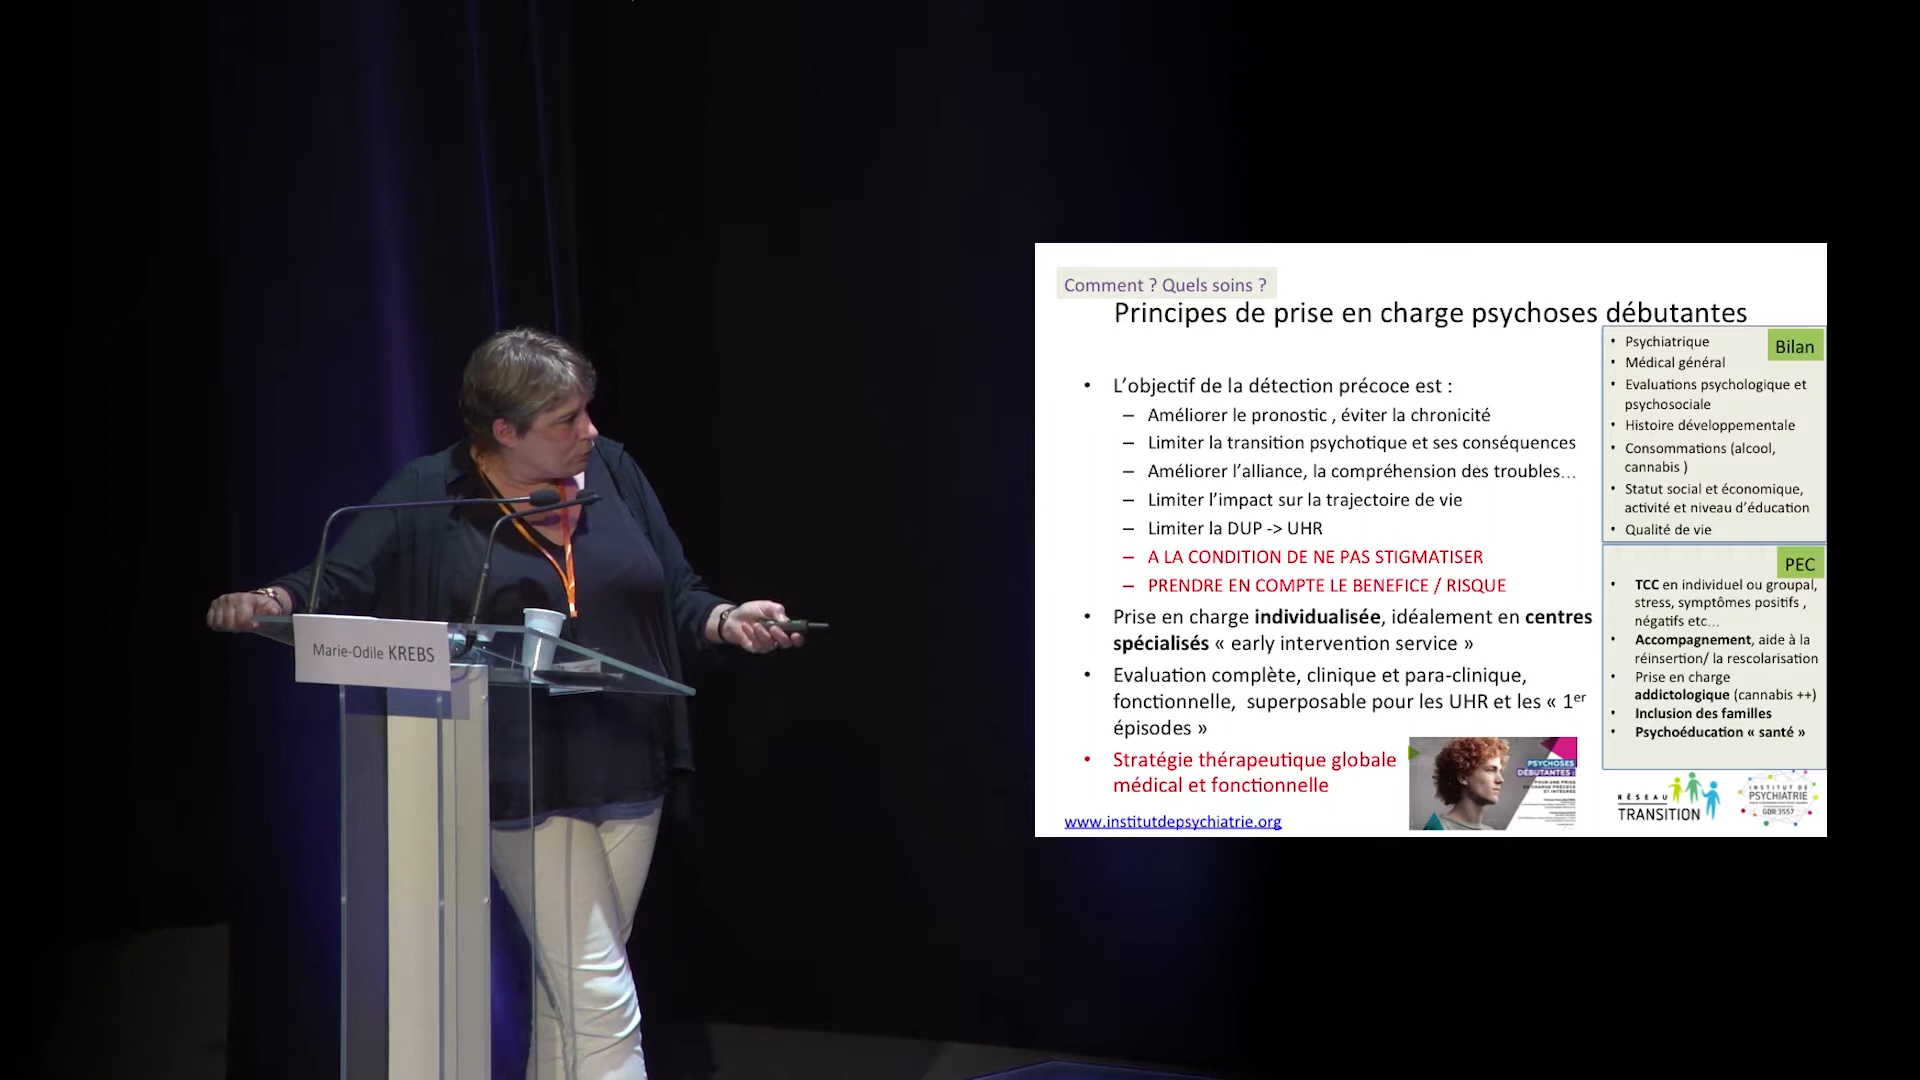 Marie-Odile KREBS
Comment ? Quels soins ?
Principes de prise en charge psychoses débutantes
• L'objectif de la détection précoce est :
– Améliorer le pronostic , éviter la chronicité
– Limiter la transition psychotique et ses conséquences
– Améliorer l'alliance, la compréhension des troubles…
– Limiter l'impact sur la trajectoire de vie
– Limiter la DUP -> UHR
– A LA CONDITION DE NE PAS STIGMATISER
– PRENDRE EN COMPTE LE BENEFICE / RISQUE
• Prise en charge individualisée, idéalement en centres
spécialisés « early intervention service »
• Evaluation complète, clinique et para-clinique,
fonctionnelle, superposable pour les UHR et les « 1er
épisodes »
• Stratégie thérapeutique globale
médical et fonctionnelle
www.institutdepsychiatrie.org
Bilan
• Psychiatrique
• Médical général
• Evaluations psychologique et
psychosociale
• Histoire développementale
• Consommations (alcool,
cannabis )
• Statut social et économique,
activité et niveau d'éducation
• Qualité de vie
PEC
• TCC en individuel ou groupal,
stress, symptômes positifs ,
négatifs etc…
• Accompagnement, aide à la
réinsertion/ la rescolarisation
• Prise en charge
addictologique (cannabis ++)
• Inclusion des familles
• Psychoéducation « santé »
PSYCHOSES
DÉBUTANTES :
POUR UNE PRISE
EN CHARGE PRÉCOCE
ET INTÉGRÉE
RÉSEAU
TRANSITION
INSTITUT DE
PSYCHIATRIE
GDR 3557